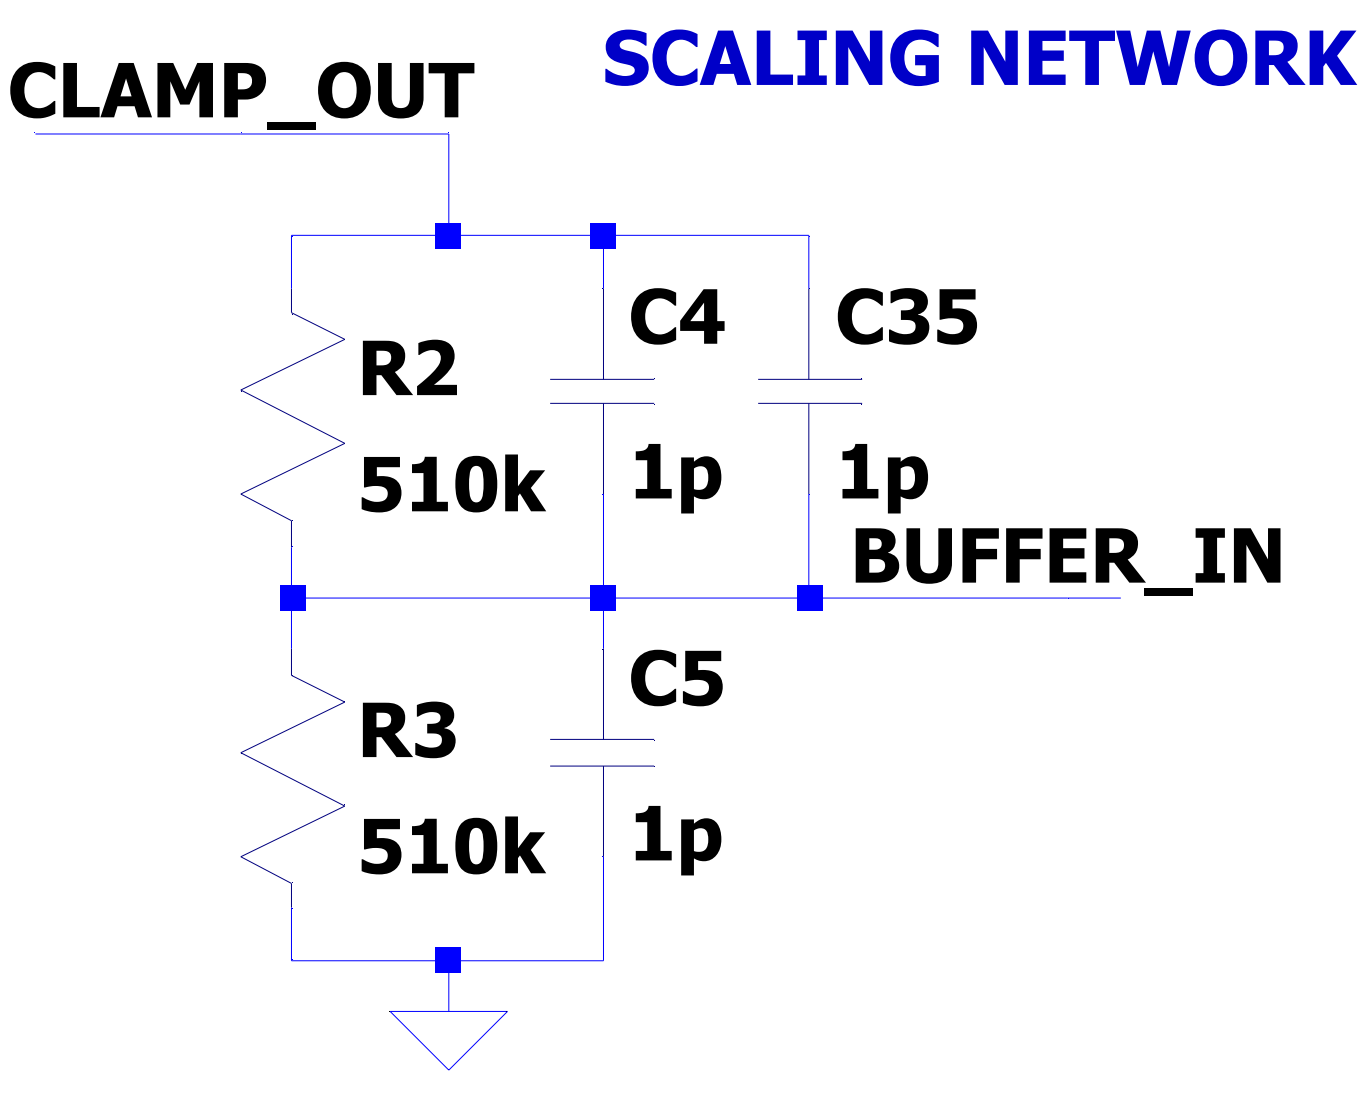 SCALING NETWORK
CLAMP_OUT
C4
C35
R2
1p
1p
510k
BUFFER_IN
C5
R3
1p
510k